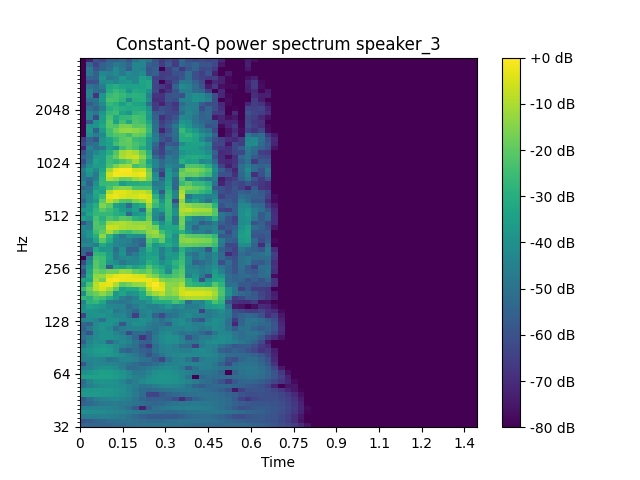 Constant-Q power spectrum speaker_3
Hz
2048
1024
512
256
128
64
32
0 0.15 0.3 0.45 0.6 0.75 0.9 1.1 1.2 1.4
Time
+0 dB
-10 dB
-20 dB
-30 dB
-40 dB
-50 dB
-60 dB
-70 dB
-80 dB